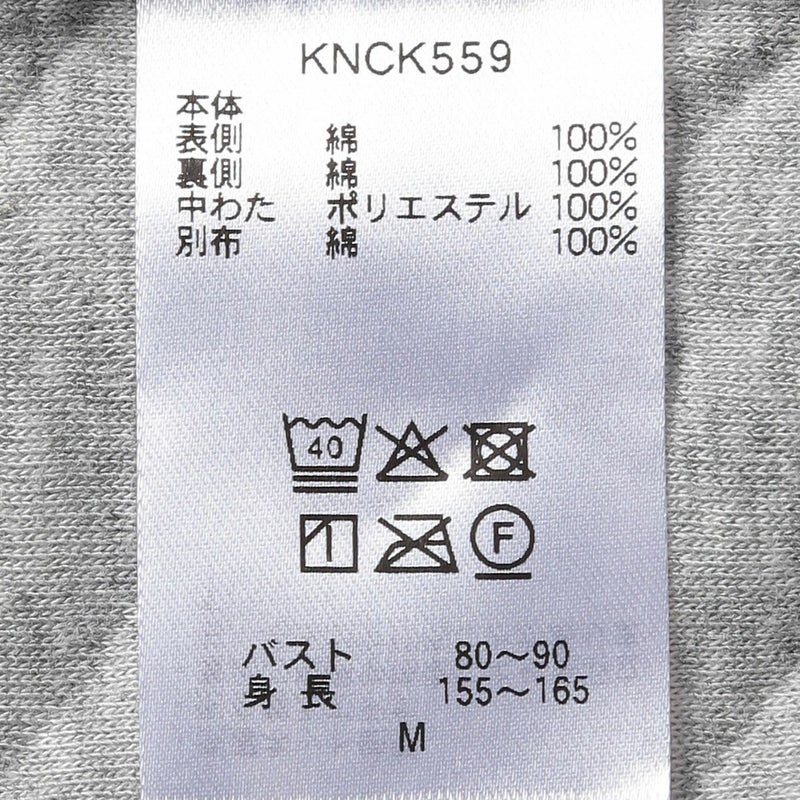 KNCK559
本体
表側 綿 100%
裏側 綿 100%
中わた ポリエステル 100%
別布 綿 100%
40
F
バスト 80～90
身長 155～165
M